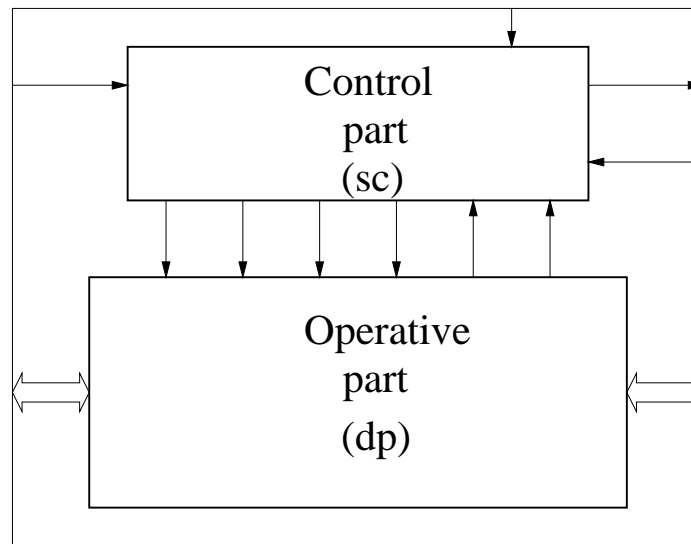 Control
part
(sc)
Operative
part
(dp)